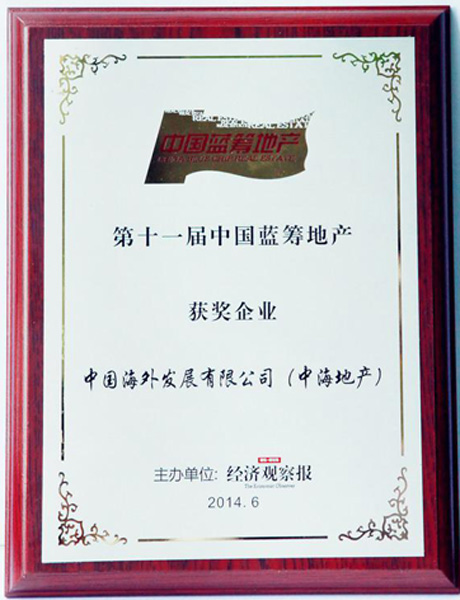 中国蓝筹地产
第十一届中国蓝筹地产
获奖企业
中国海外发展有限公司（中海地产）
主办单位: 经济观察报
The Economic Observer
2014.6